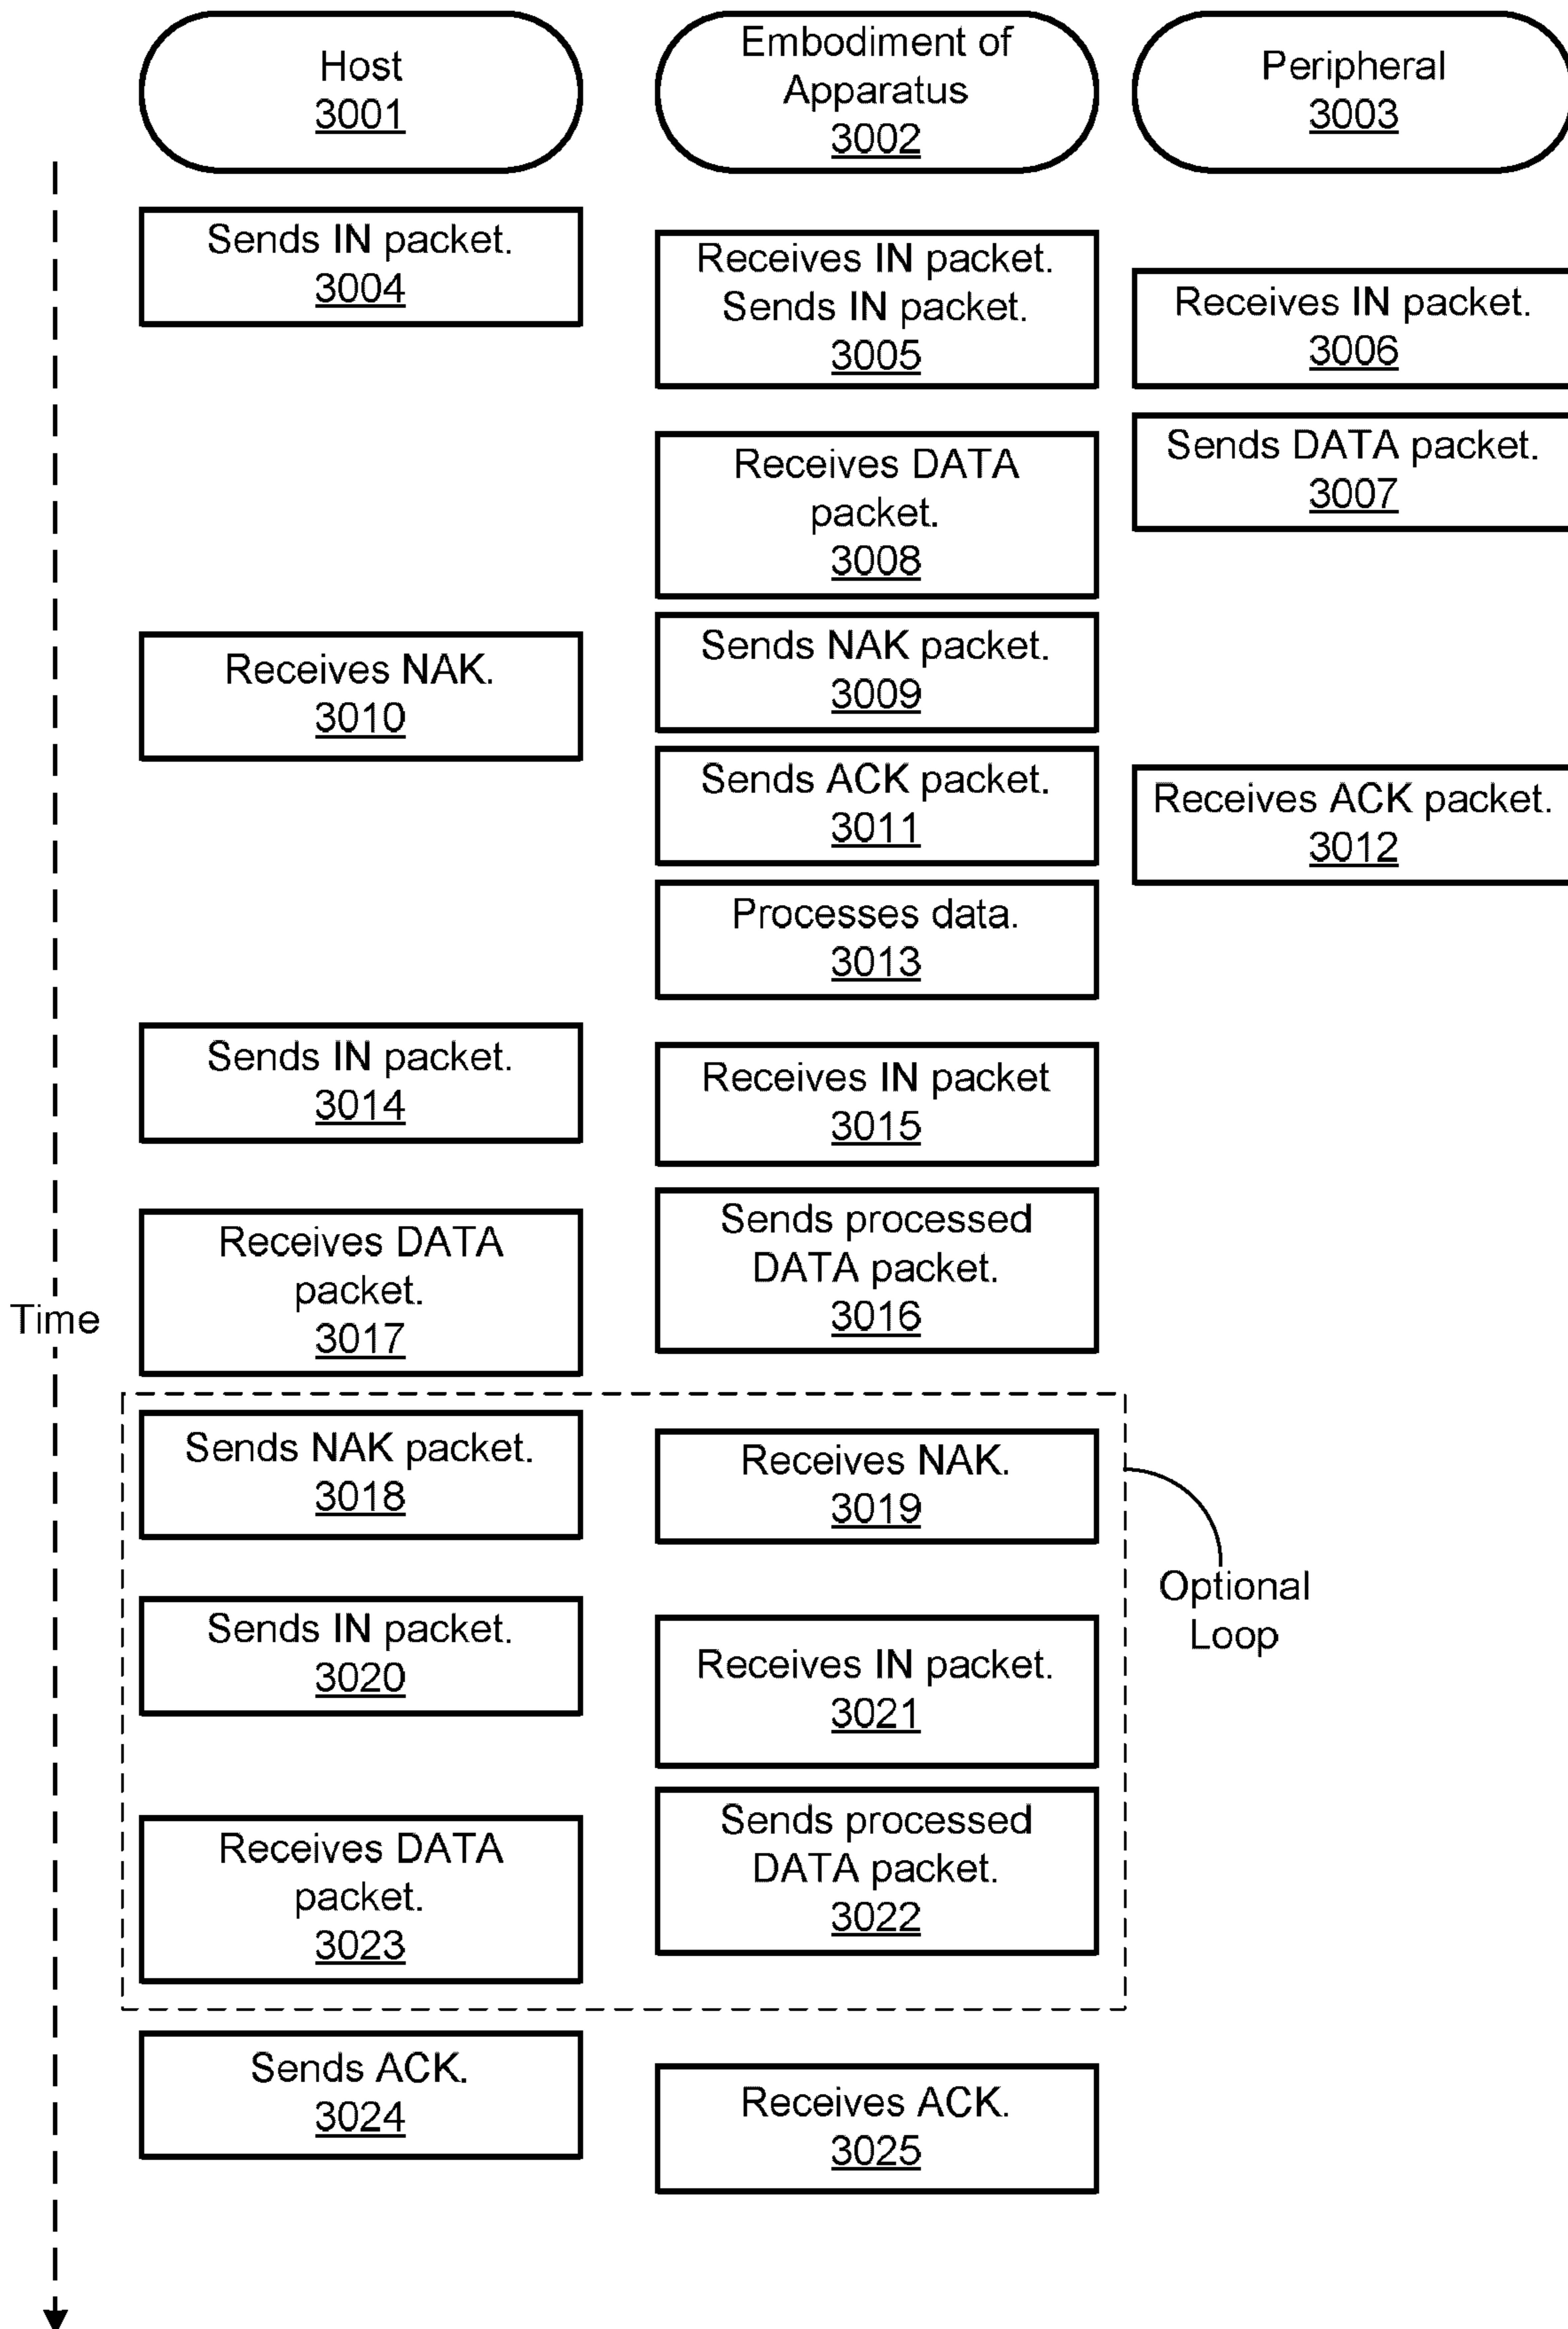 Host
3001
Embodiment of
Apparatus
3002
Peripheral
3003
Sends IN packet.
3004
Receives IN packet.
Sends IN packet.
3005
Receives IN packet.
3006
Sends DATA packet.
3007
Receives DATA
packet.
3008
Sends NAK packet.
3009
Receives NAK.
3010
Sends ACK packet.
3011
Receives ACK packet.
3012
Processes data.
3013
Sends IN packet.
3014
Receives IN packet
3015
Sends processed
DATA packet.
3016
Receives DATA
packet.
3017
Time
Sends NAK packet.
3018
Receives NAK.
3019
Optional
Loop
Sends IN packet.
3020
Receives IN packet.
3021
Sends processed
DATA packet.
3022
Receives DATA
packet.
3023
Sends ACK.
3024
Receives ACK.
3025